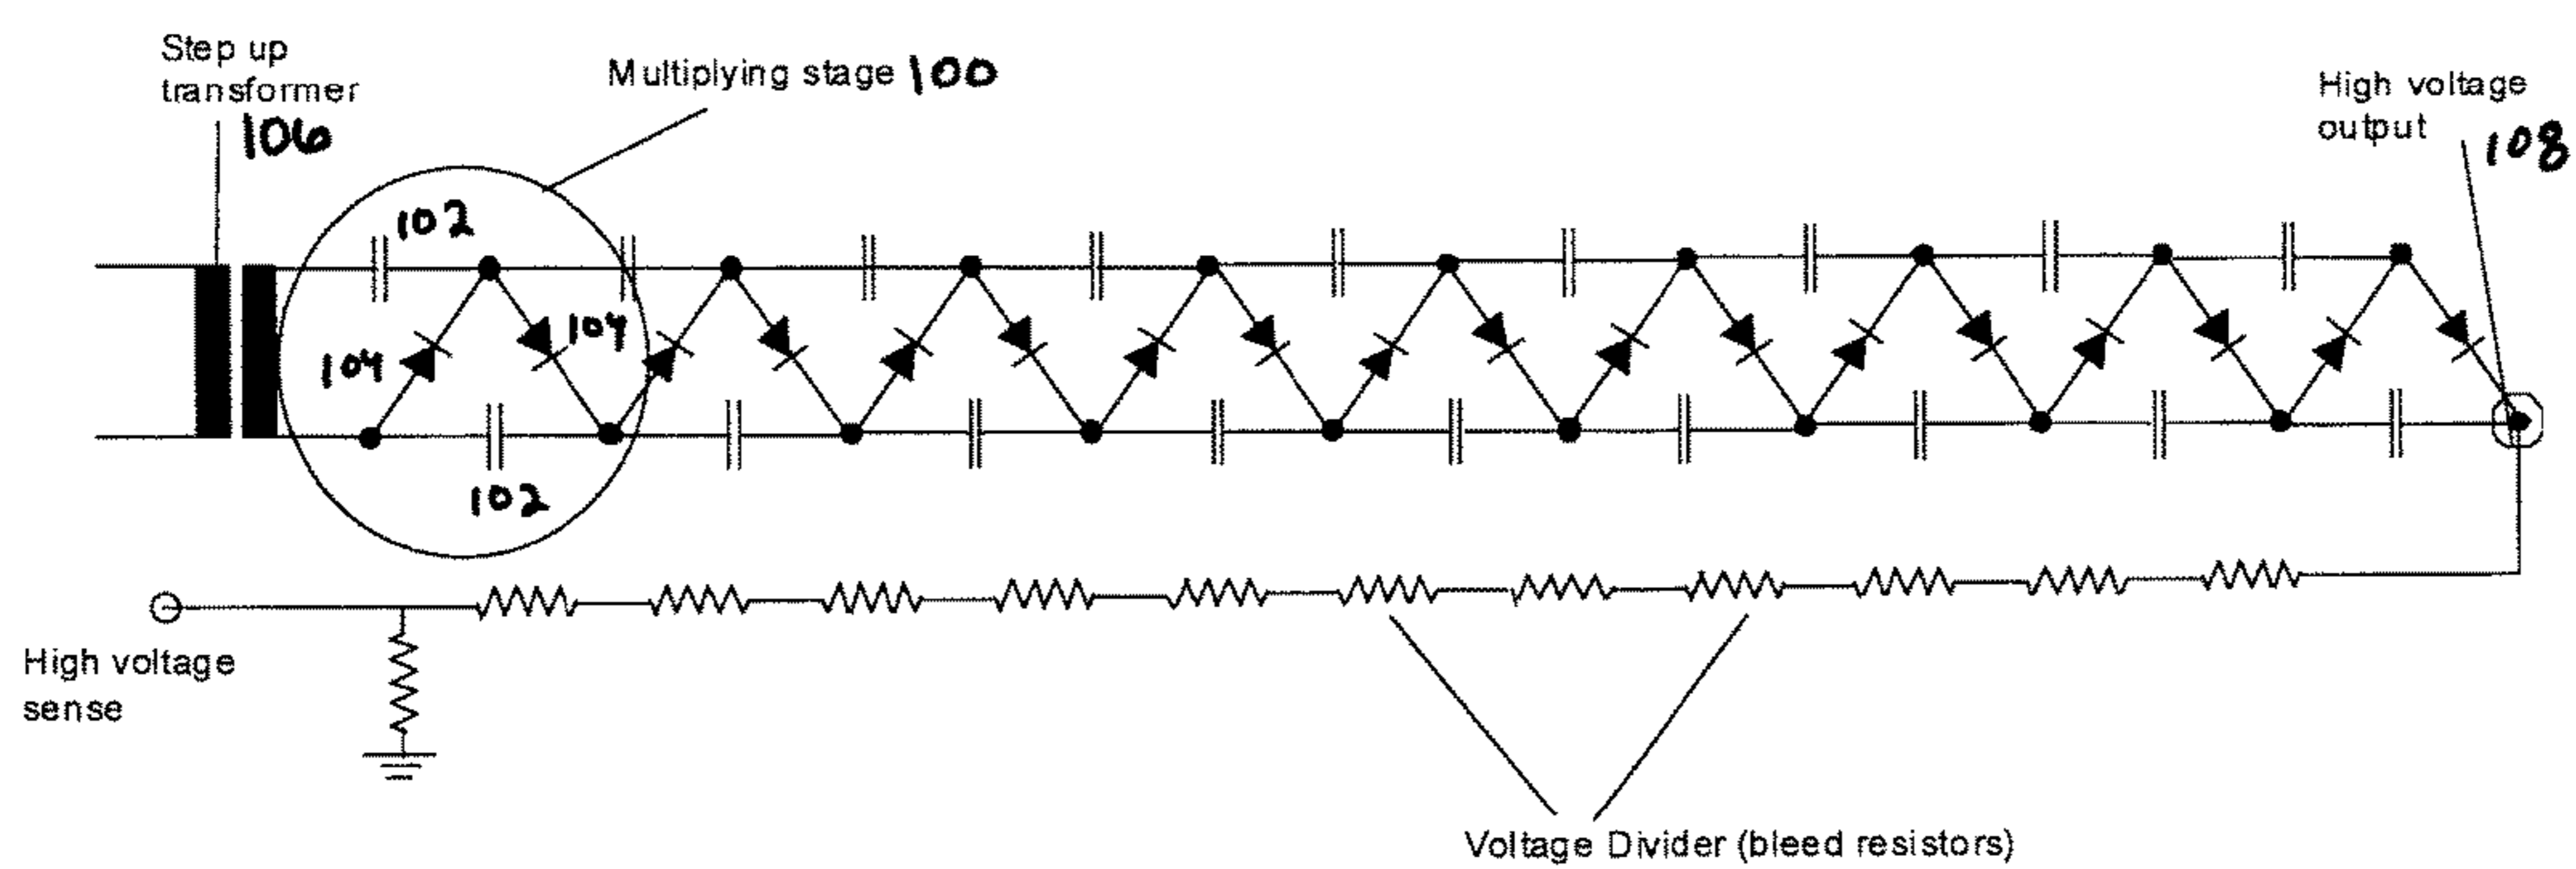 Step up
transformer
106
Multiplying stage 100
High voltage
output 108
102
104
104
102
High voltage
sense
Voltage Divider (bleed resistors)